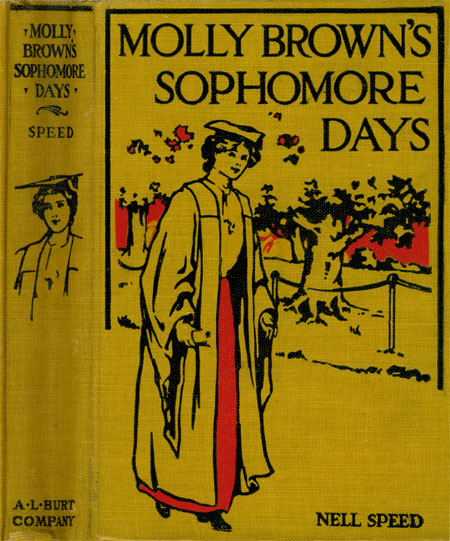 ·MOLLY·
BROWN'S
SOPHOMORE
· DAYS ·
SPEED
A·L·BURT
COMPANY
MOLLY BROWN'S
SOPHOMORE
DAYS
NELL SPEED